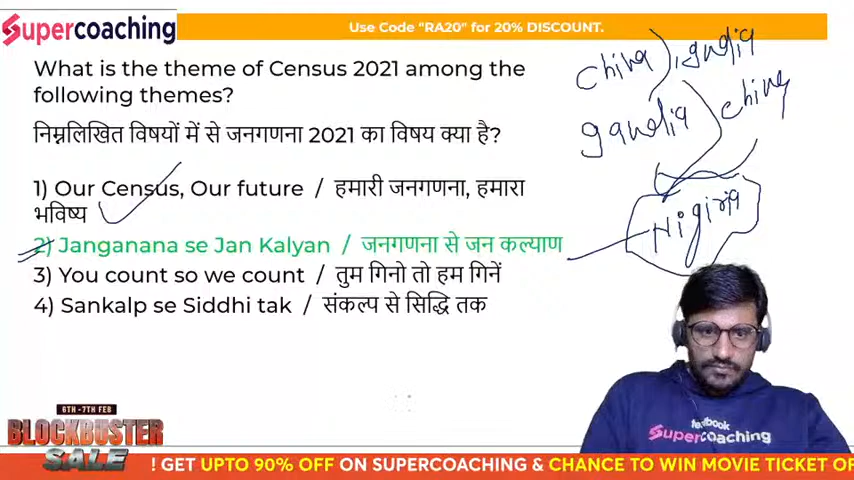 Supercoaching
Use Code "RA20" for 20% DISCOUNT.
What is the theme of Census 2021 among the
following themes?
निम्नलिखित विषयों में से जनगणना 2021 का विषय क्या है?
1) Our Census, Our future / हमारी जनगणना, हमारा
भविष्य
2) Janganana se Jan Kalyan / जनगणना से जन कल्याण
3) You count so we count / तुम गिनो तो हम गिनें
4) Sankalp se Siddhi tak / संकल्प से सिद्धि तक
china
china
Nigiria
testbook
Supercoaching
6TH -7TH FEB
BLOCKBUSTER
SALE
! GET UPTO 90% OFF ON SUPERCOACHING & CHANCE TO WIN MOVIE TICKET OF